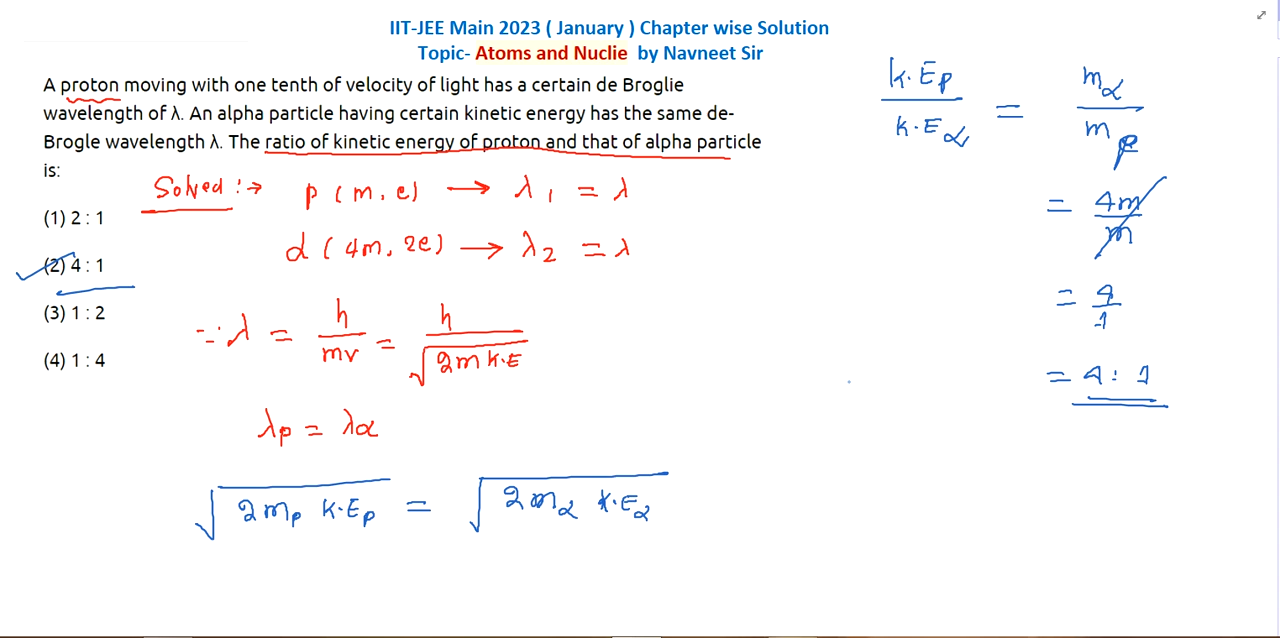 IIT-JEE Main 2023 ( January ) Chapter wise Solution
Topic- Atoms and Nuclie by Navneet Sir
A proton moving with one tenth of velocity of light has a certain de Broglie
wavelength of λ. An alpha particle having certain kinetic energy has the same de-
Brogle wavelength λ. The ratio of kinetic energy of proton and that of alpha particle
is:
Solved :→ p (m, e) → λ1 = λ
(1) 2 : 1
α (4m, 2e) → λ2 = λ
(2) 4 : 1
(3) 1 : 2
∵ λ = h/mv = h/√2m K.E
(4) 1 : 4
λp = λα
√2mp K.Ep = √2mα K.Eα
K.Ep/K.Eα = mα/mp
= 4m/m
= 4/1
= 4 : 1